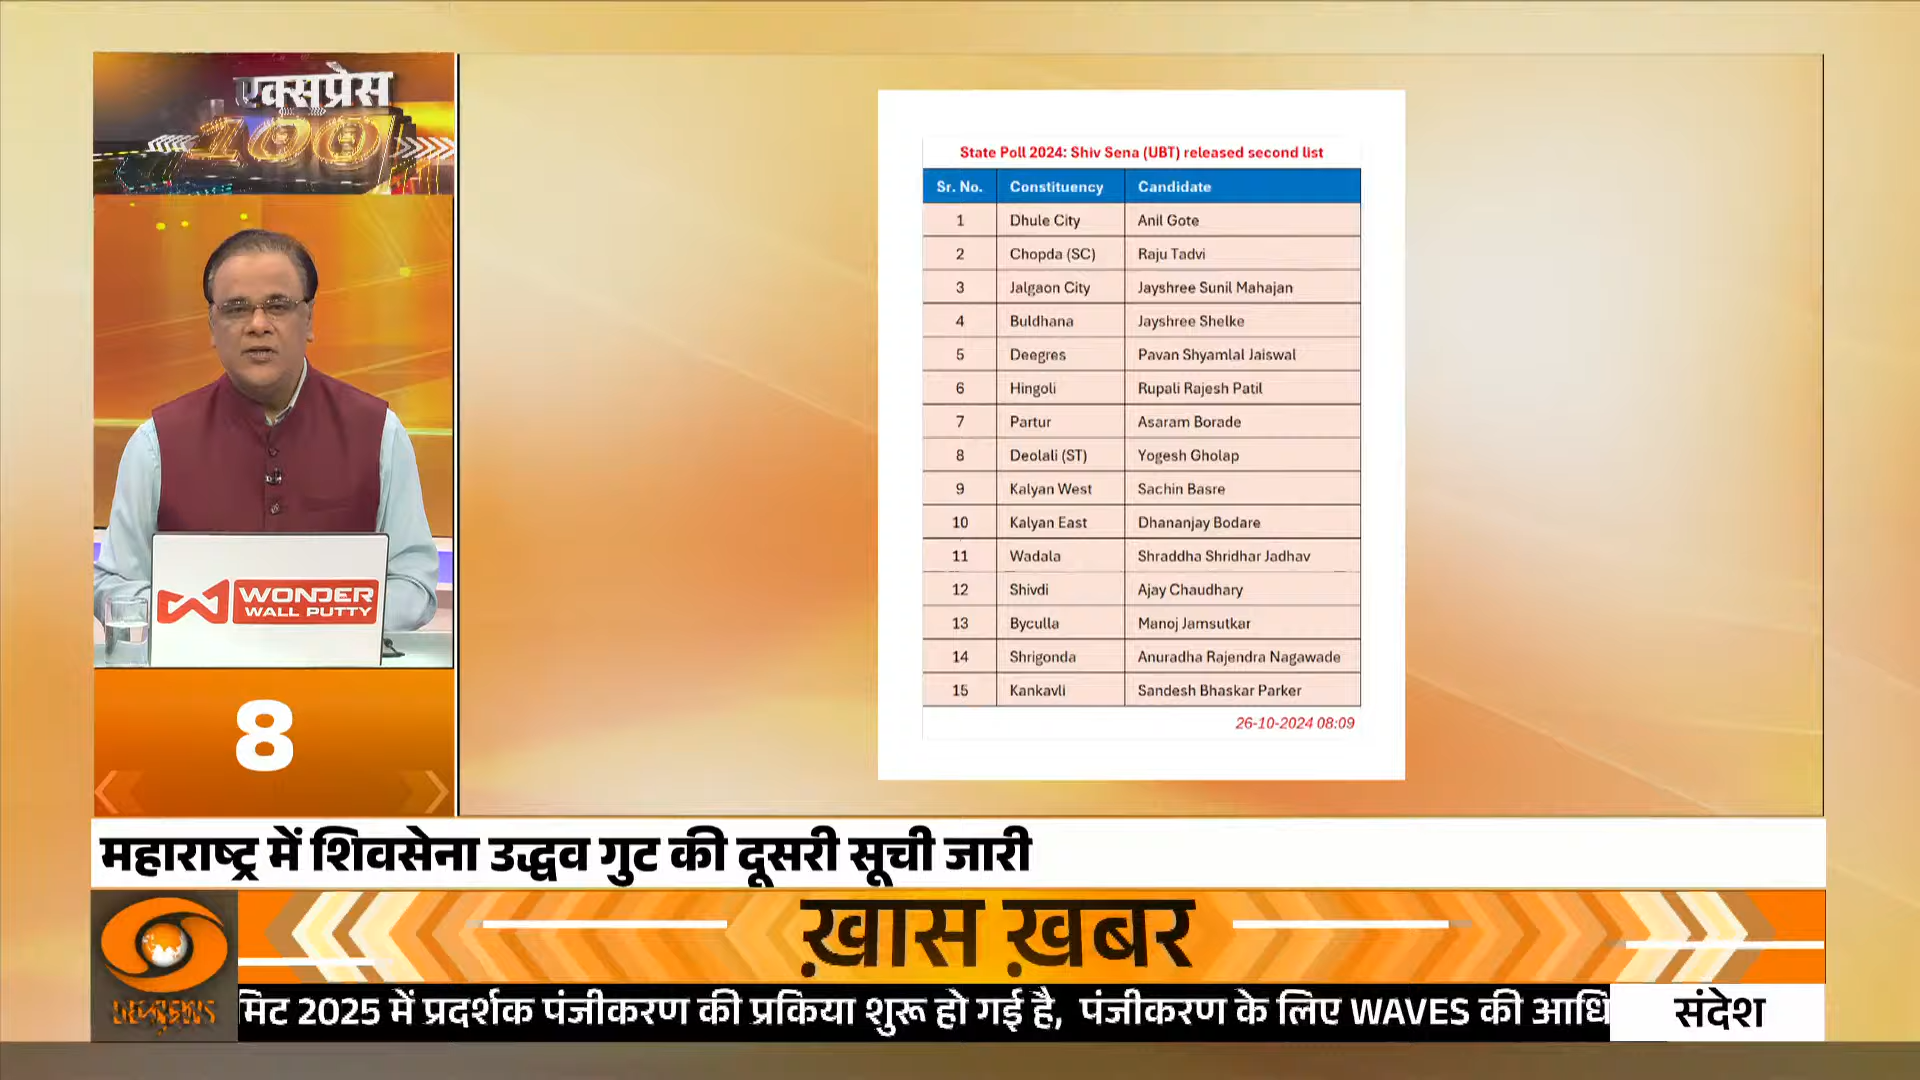 एक्सप्रेस
100
WONDER
WALL PUTTY
8
State Poll 2024: Shiv Sena (UBT) released second list
Sr. No. Constituency Candidate
1 Dhule City Anil Gote
2 Chopda (SC) Raju Tadvi
3 Jalgaon City Jayshree Sunil Mahajan
4 Buldhana Jayshree Shelke
5 Deegres Pavan Shyamlal Jaiswal
6 Hingoli Rupali Rajesh Patil
7 Partur Asaram Borade
8 Deolali (ST) Yogesh Gholap
9 Kalyan West Sachin Basre
10 Kalyan East Dhananjay Bodare
11 Wadala Shraddha Shridhar Jadhav
12 Shivdi Ajay Chaudhary
13 Byculla Manoj Jamsutkar
14 Shrigonda Anuradha Rajendra Nagawade
15 Kankavli Sandesh Bhaskar Parker
26-10-2024 08:09
महाराष्ट्र में शिवसेना उद्धव गुट की दूसरी सूची जारी
ख़ास ख़बर
मिट 2025 में प्रदर्शक पंजीकरण की प्रकिया शुरू हो गई है, पंजीकरण के लिए WAVES की आधि
संदेश